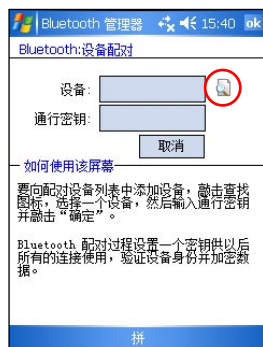 Bluetooth 管理器 15:40 ok
Bluetooth:设备配对
设备:
通行密钥:
取消
如何使用该屏幕
要向配对设备列表中添加设备，敲击查找
图标，选择一个设备，然后输入通行密钥
并敲击“确定”。
Bluetooth 配对过程设置一个密钥供以后
所有的连接使用，验证设备身份并加密数
据。
拼